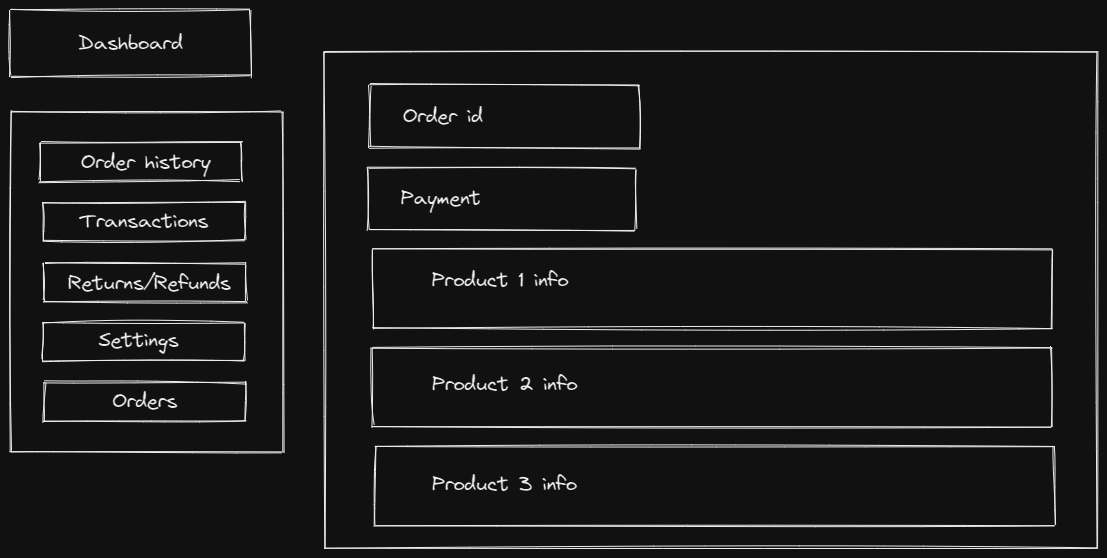 Dashboard
Order history
Transactions
Returns/Refunds
Settings
Orders
Order id
Payment
Product 1 info
Product 2 info
Product 3 info